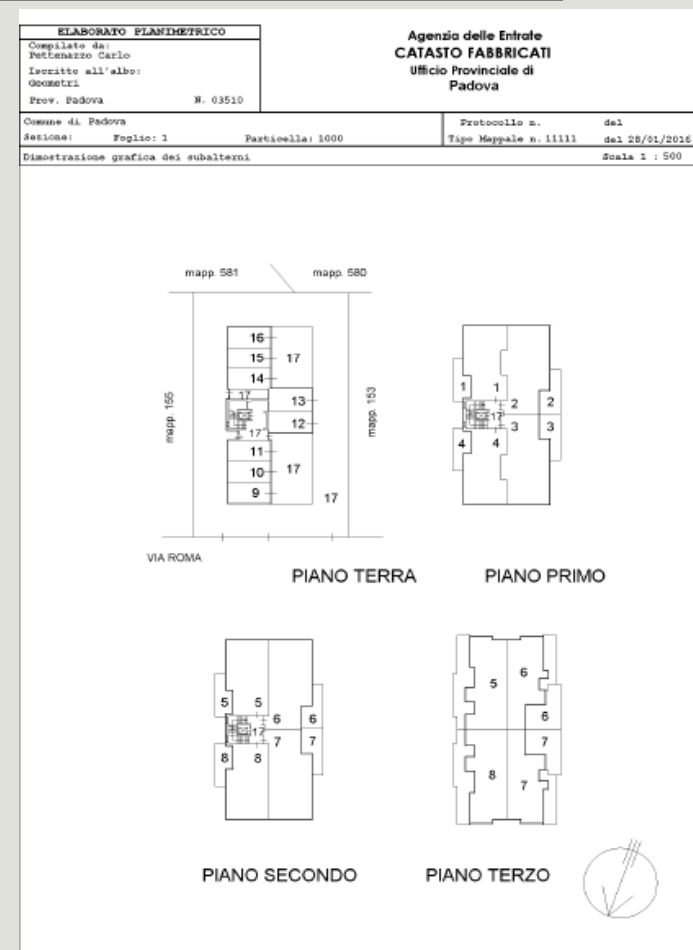 ELABORATO PLANIMETRICO
Compilato da:
Pettenazzo Carlo
Iscritto all'albo:
Geometri
Prov. Padova N. 03510
Agenzia delle Entrate
CATASTO FABBRICATI
Ufficio Provinciale di
Padova
Comune di Padova
Sezione: Foglio: 1 Particella: 1000
Protocollo n. del
Tipo Mappale n. 11111 del 28/01/2016
Dimostrazione grafica dei subalterni
Scala 1 : 500
mapp. 581 mapp. 580
mapp. 155
mapp. 153
16
15 17
14
17
13
12
17
11
10 17
9
17
VIA ROMA
PIANO TERRA
1 1
2 2
17
3 3
4 4
PIANO PRIMO
5 5
6 6
17
7 7
8 8
PIANO SECONDO
5 6
6
7
8 7
PIANO TERZO